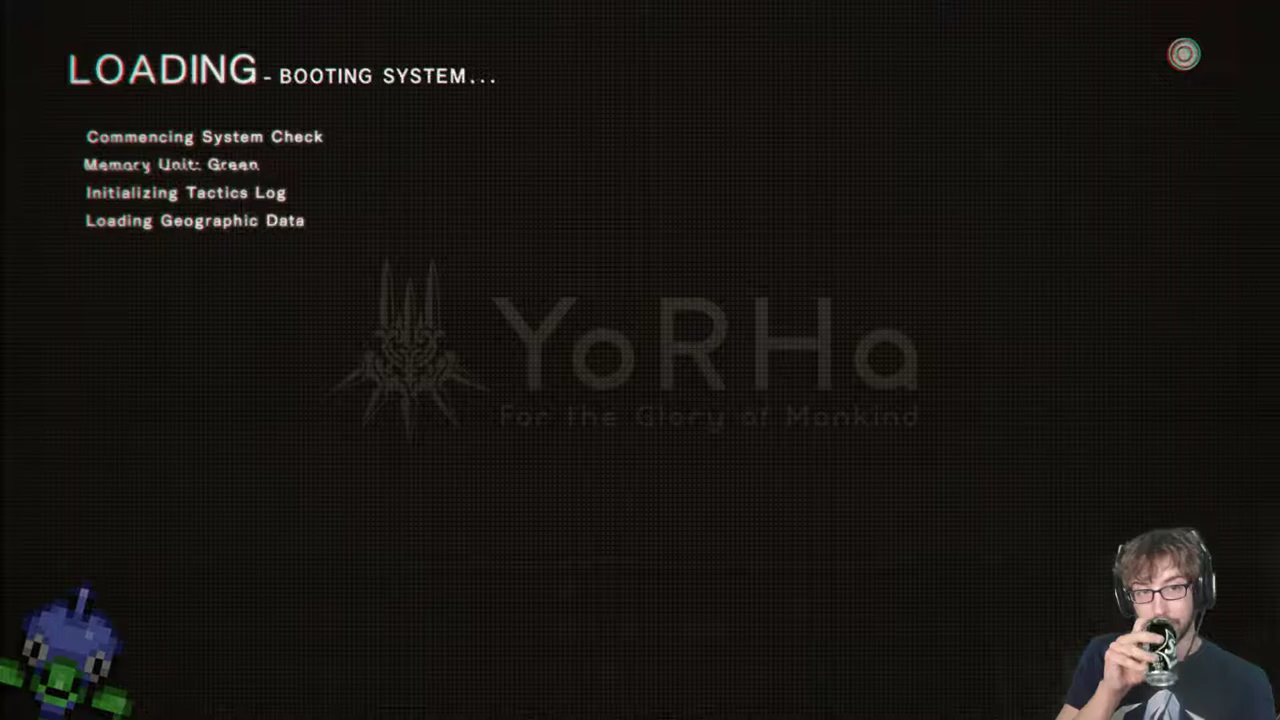 LOADING - BOOTING SYSTEM...
Commencing System Check
Memory Unit: Green
Initializing Tactics Log
Loading Geographic Data
YoRHa
For the Glory of Mankind